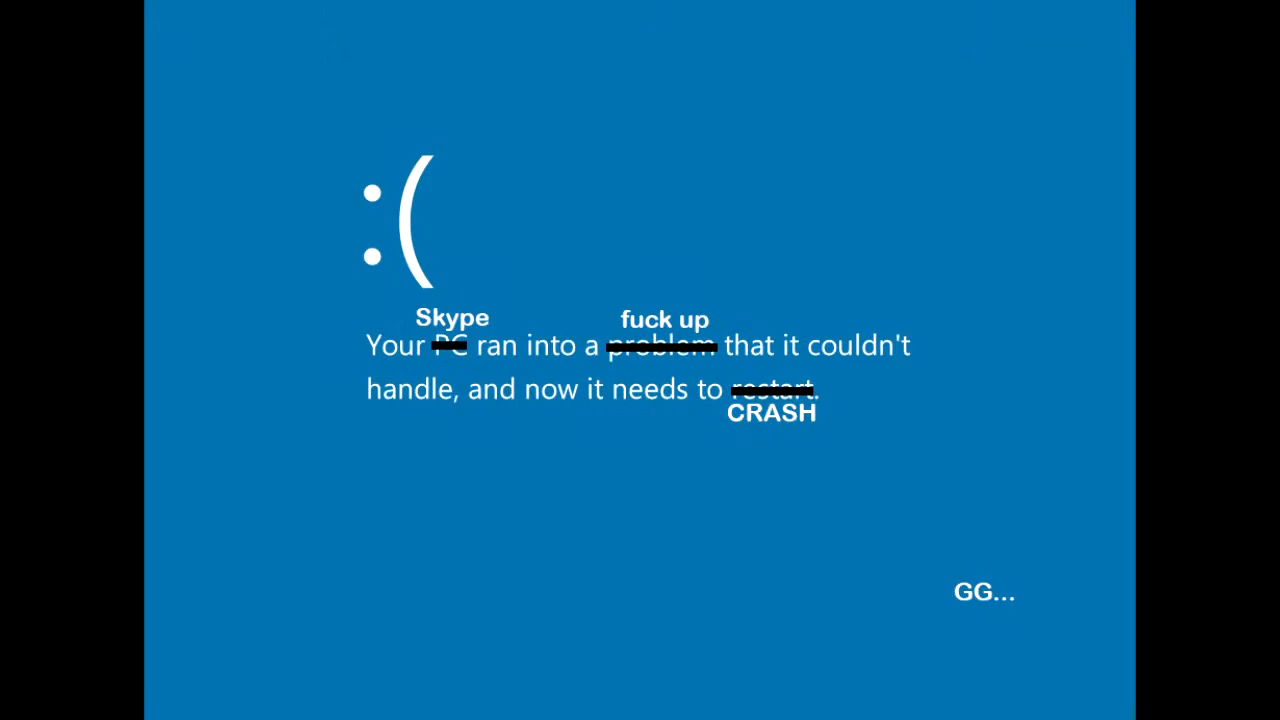 :(
Skype fuck up
Your PC ran into a problem that it couldn't
handle, and now it needs to restart.
CRASH
GG...